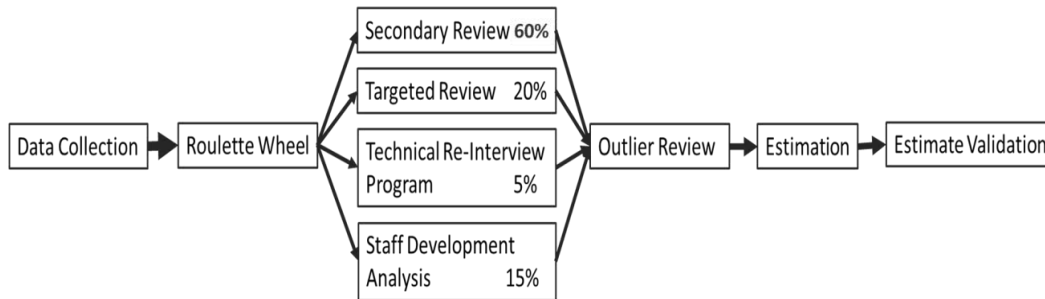 Secondary Review 60%
Targeted Review 20%
Data Collection
Roulette Wheel
Technical Re-Interview
Program 5%
Outlier Review
Estimation
Estimate Validation
Staff Development
Analysis 15%